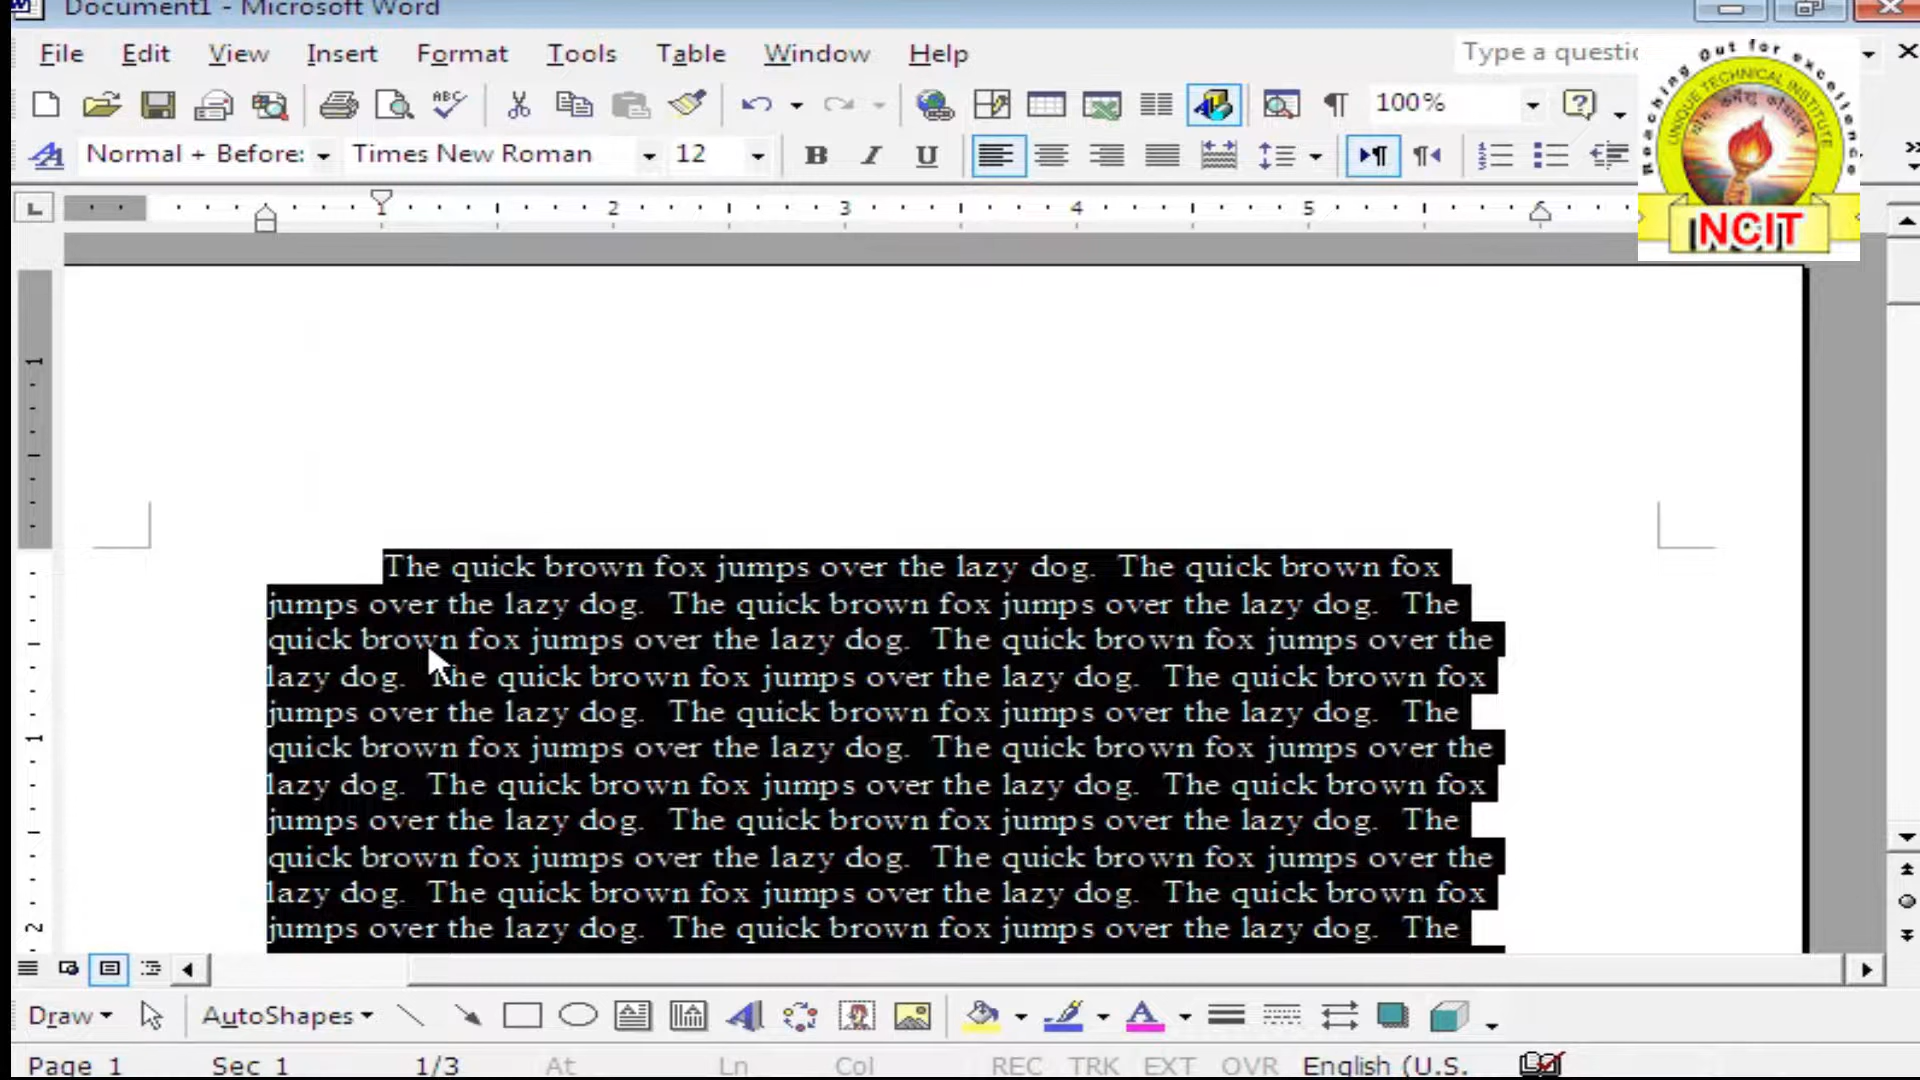 Document1 - Microsoft Word
File Edit View Insert Format Tools Table Window Help Type a questio
100%
Normal + Before: Times New Roman 12 B I U
1 2 3 4 5
Reaching out for excellence
UNIQUE TECHNICAL INSTITUTE
NCIT
The quick brown fox jumps over the lazy dog. The quick brown fox
jumps over the lazy dog. The quick brown fox jumps over the lazy dog. The
quick brown fox jumps over the lazy dog. The quick brown fox jumps over the
lazy dog. The quick brown fox jumps over the lazy dog. The quick brown fox
jumps over the lazy dog. The quick brown fox jumps over the lazy dog. The
quick brown fox jumps over the lazy dog. The quick brown fox jumps over the
lazy dog. The quick brown fox jumps over the lazy dog. The quick brown fox
jumps over the lazy dog. The quick brown fox jumps over the lazy dog. The
quick brown fox jumps over the lazy dog. The quick brown fox jumps over the
lazy dog. The quick brown fox jumps over the lazy dog. The quick brown fox
jumps over the lazy dog. The quick brown fox jumps over the lazy dog. The
1
1
2
Draw AutoShapes
Page 1 Sec 1 1/3 At Ln Col REC TRK EXT OVR English (U.S.